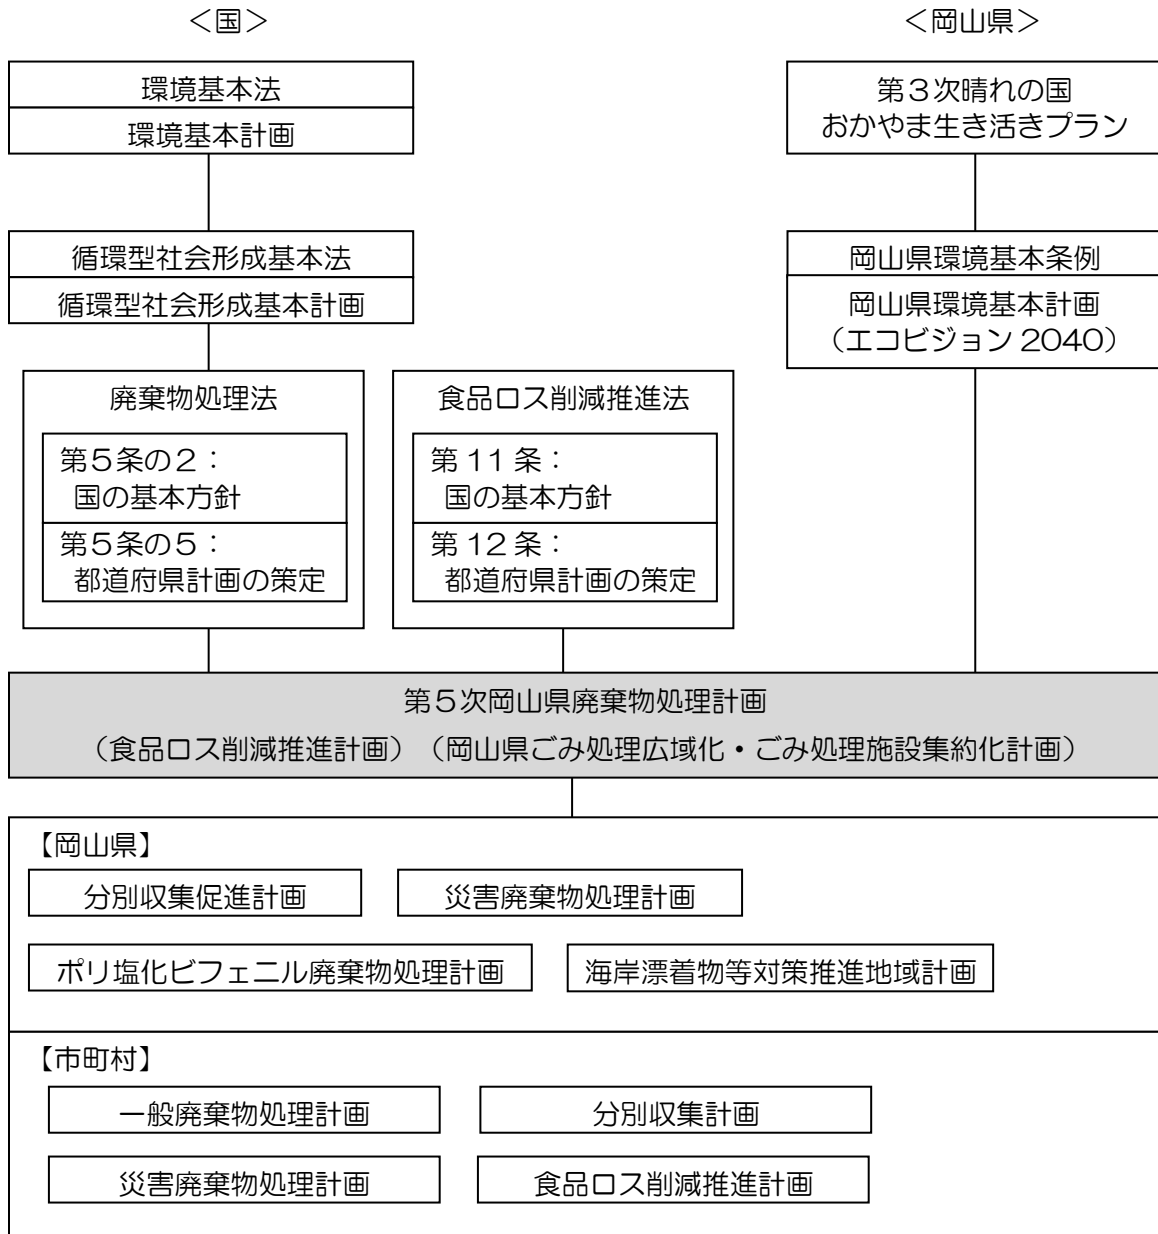 ＜国＞
＜岡山県＞
環境基本法
環境基本計画
第３次晴れの国
おかやま生き活きプラン
循環型社会形成基本法
循環型社会形成基本計画
岡山県環境基本条例
岡山県環境基本計画
（エコビジョン 2040）
廃棄物処理法
第５条の２：
国の基本方針
第５条の５：
都道府県計画の策定
食品ロス削減推進法
第 11 条：
国の基本方針
第 12 条：
都道府県計画の策定
第５次岡山県廃棄物処理計画
（食品ロス削減推進計画）（岡山県ごみ処理広域化・ごみ処理施設集約化計画）
【岡山県】
分別収集促進計画
災害廃棄物処理計画
ポリ塩化ビフェニル廃棄物処理計画
海岸漂着物等対策推進地域計画
【市町村】
一般廃棄物処理計画
分別収集計画
災害廃棄物処理計画
食品ロス削減推進計画